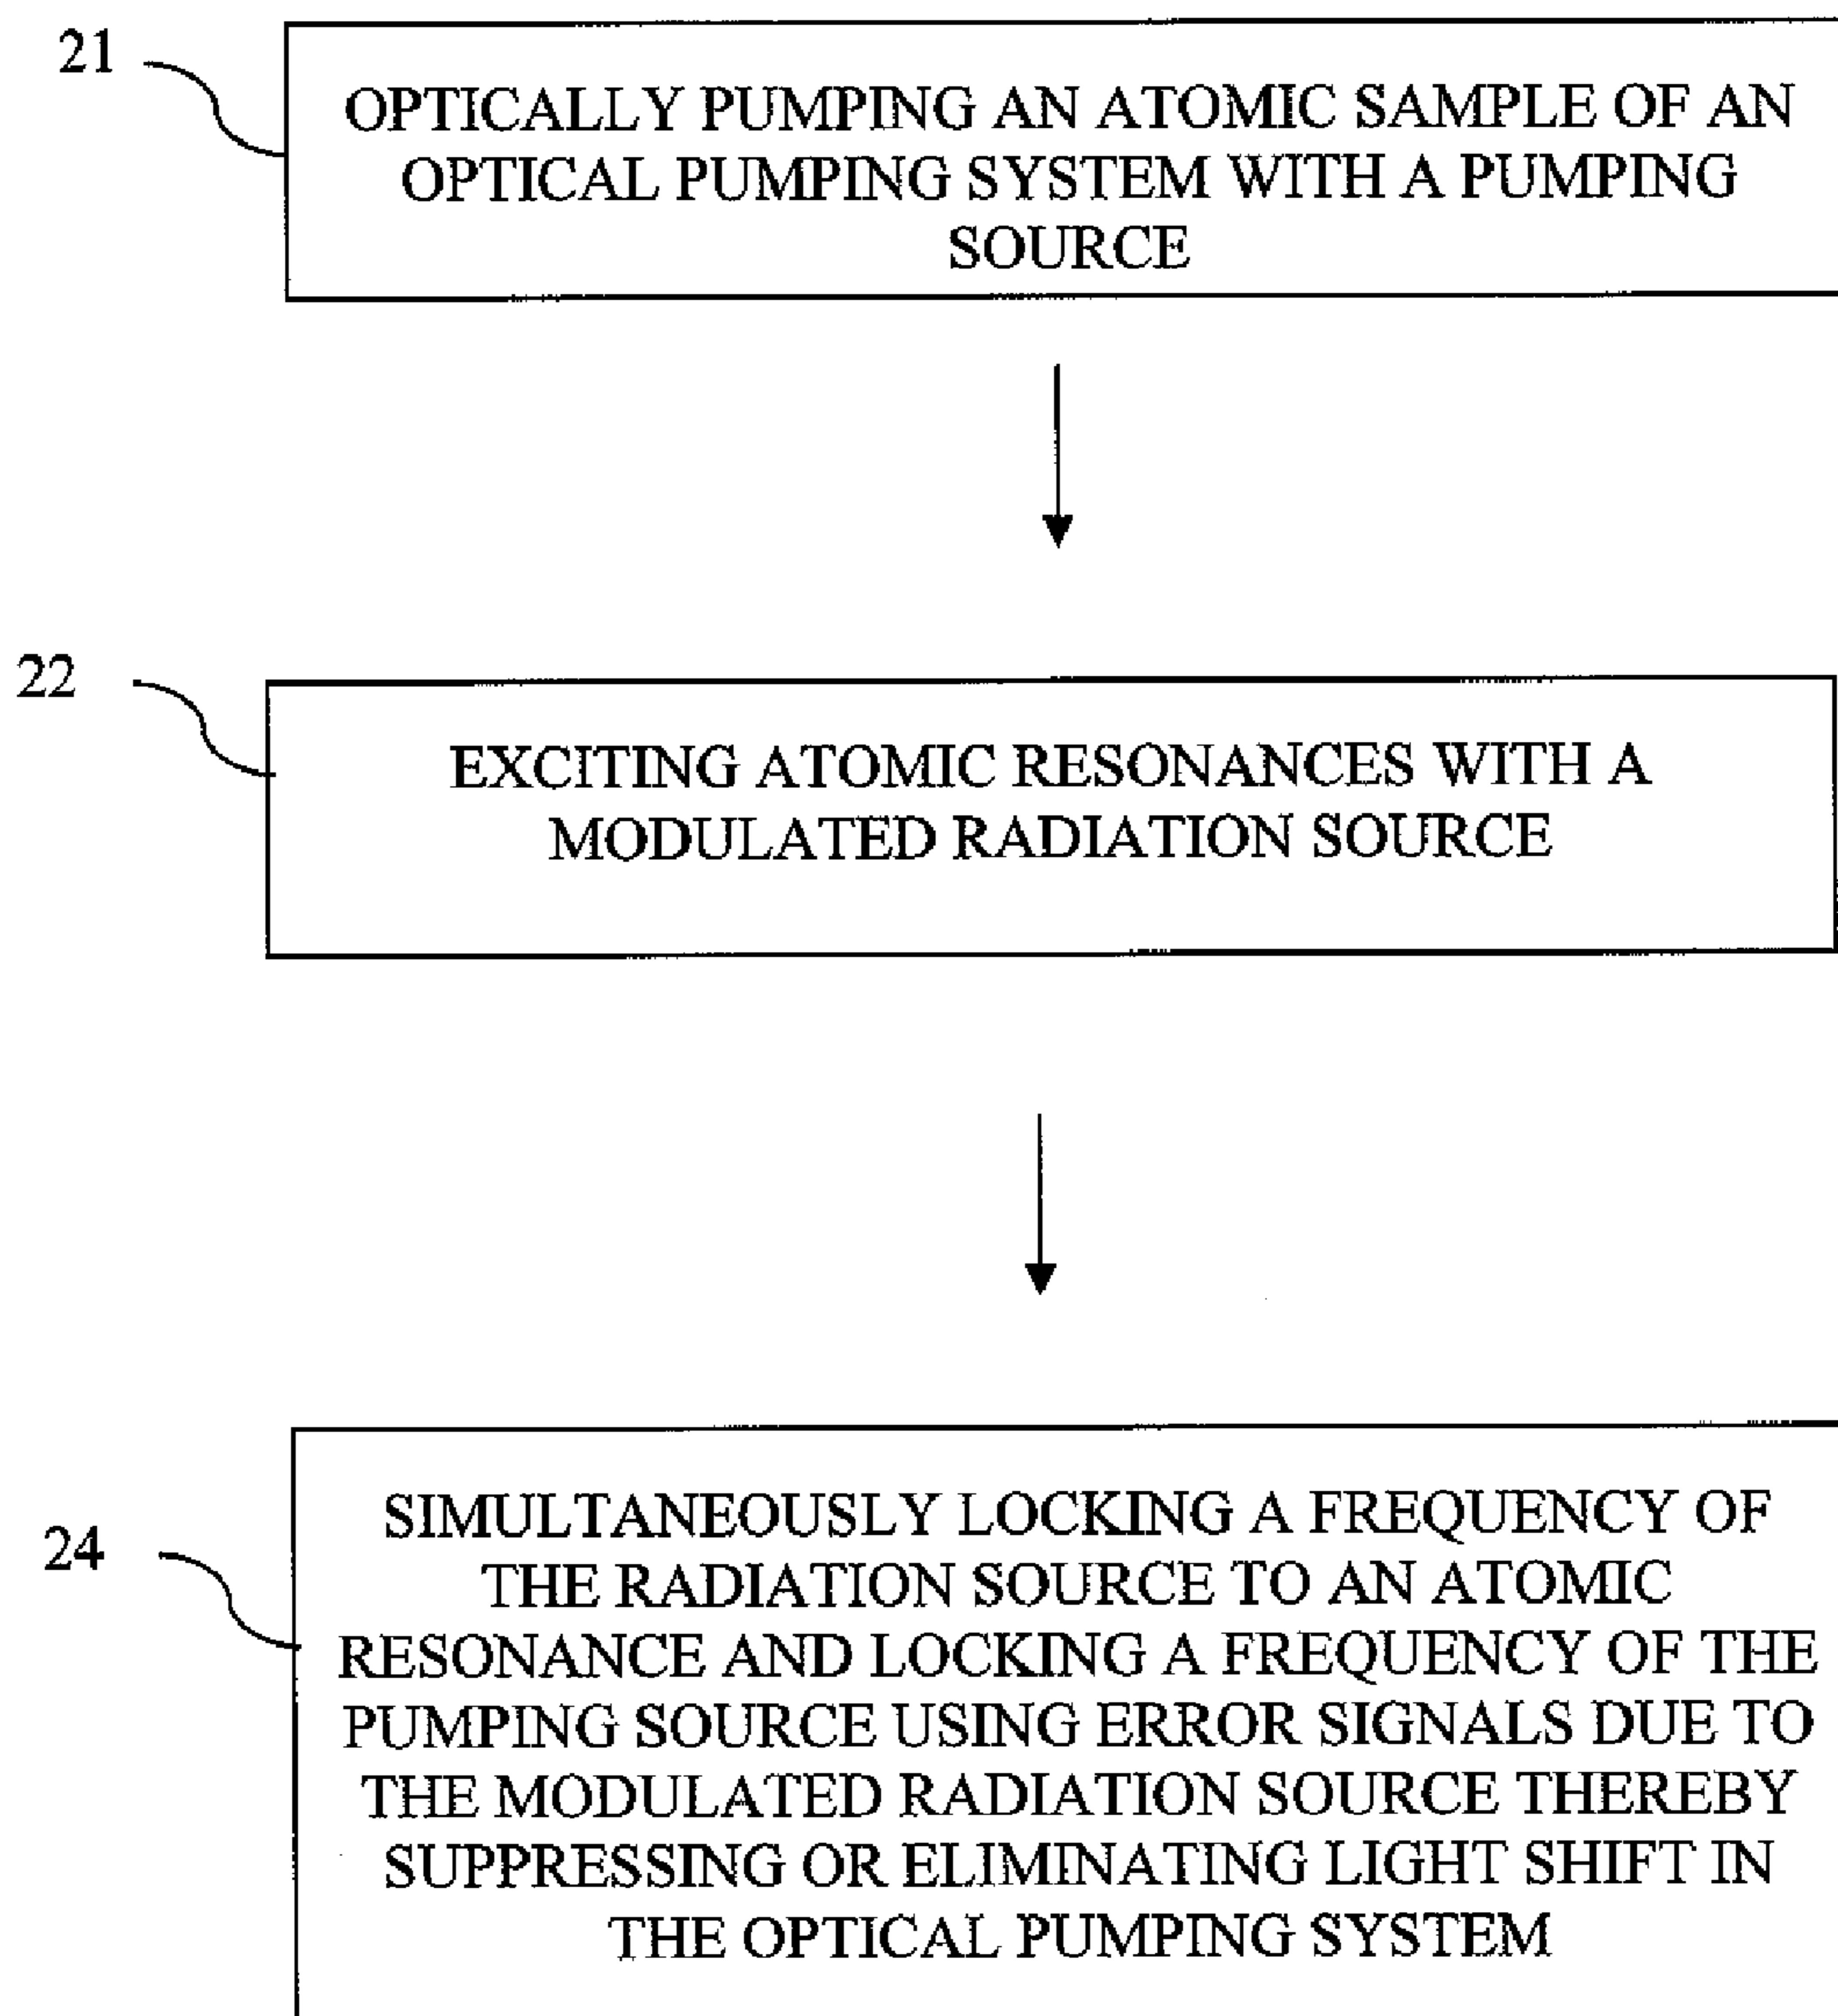 21
OPTICALLY PUMPING AN ATOMIC SAMPLE OF AN
OPTICAL PUMPING SYSTEM WITH A PUMPING
SOURCE
22
EXCITING ATOMIC RESONANCES WITH A
MODULATED RADIATION SOURCE
24
SIMULTANEOUSLY LOCKING A FREQUENCY OF
THE RADIATION SOURCE TO AN ATOMIC
RESONANCE AND LOCKING A FREQUENCY OF THE
PUMPING SOURCE USING ERROR SIGNALS DUE TO
THE MODULATED RADIATION SOURCE THEREBY
SUPPRESSING OR ELIMINATING LIGHT SHIFT IN
THE OPTICAL PUMPING SYSTEM